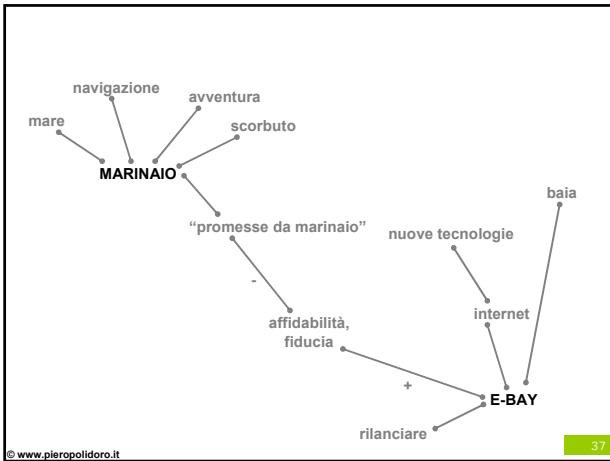 navigazione
avventura
mare
scorbuto
MARINAIO
baia
“promesse da marinaio”
nuove tecnologie
-
internet
affidabilità,
fiducia
+
E-BAY
rilanciare
© www.pieropolidoro.it
37